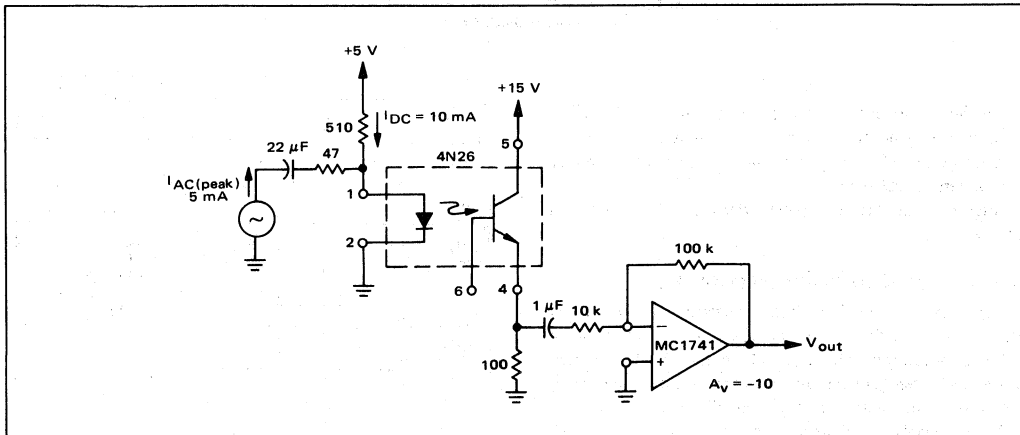 +5 V
+15 V
510
I_DC = 10 mA
22 μF
47
4N26
5
I_AC(peak)
5 mA
1
2
6
4
100 k
1 μF
10 k
−
MC1741
+
V_out
100
A_V = −10